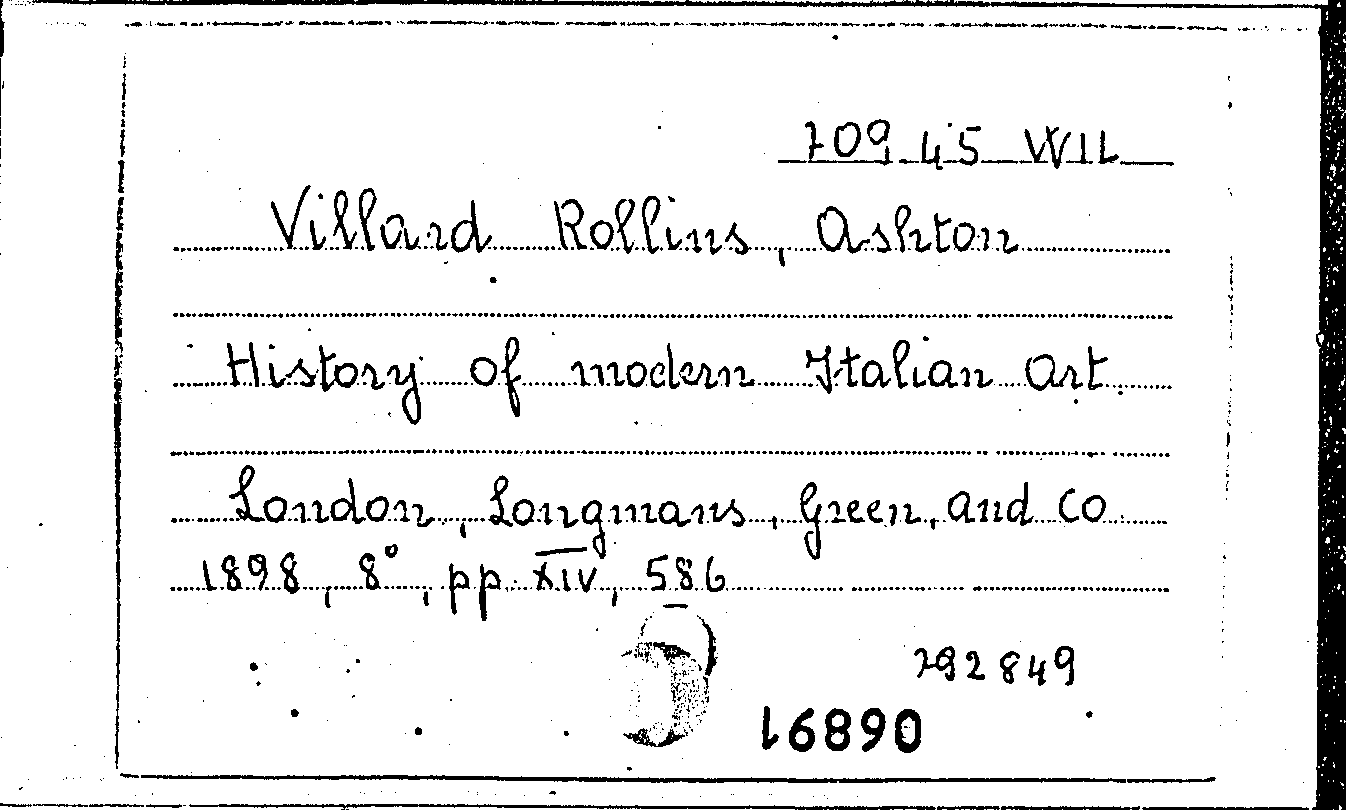 709.45 WIL
Villard Rollins, Ashton
History of modern Italian Art.
London, Longmans, Green, and Co.
1898, 8°, pp. XIV, 586
792849
16890